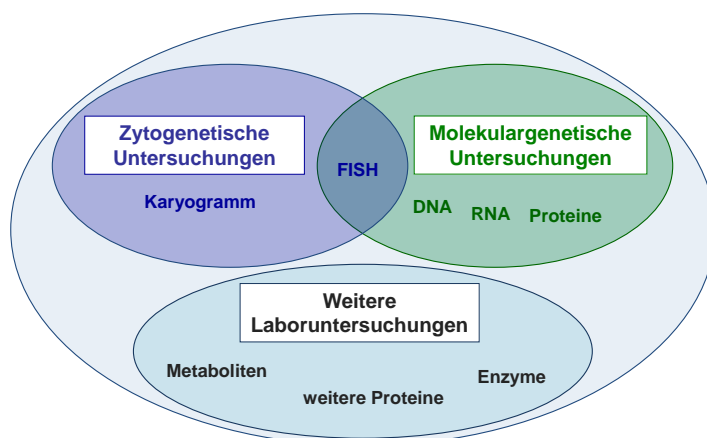 Zytogenetische
Untersuchungen
Karyogramm
FISH
Molekulargenetische
Untersuchungen
DNA
RNA
Proteine
Weitere
Laboruntersuchungen
Metaboliten
weitere Proteine
Enzyme